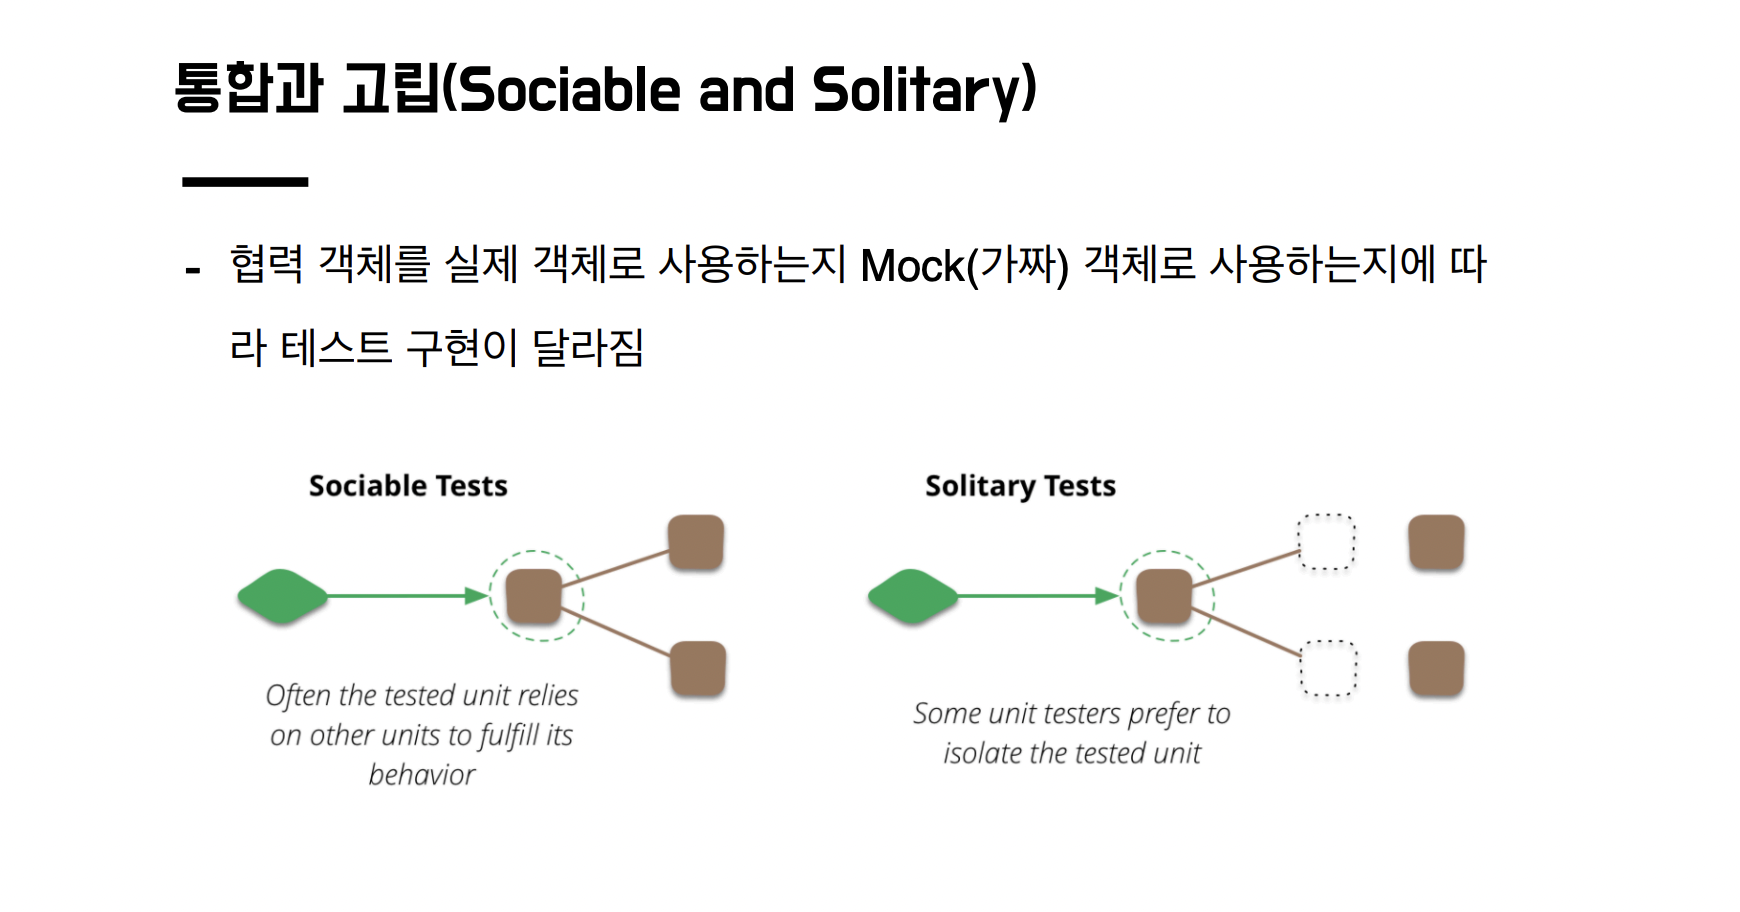 통합과 고립(Sociable and Solitary)
- 협력 객체를 실제 객체로 사용하는지 Mock(가짜) 객체로 사용하는지에 따
라 테스트 구현이 달라짐
Sociable Tests
Often the tested unit relies
on other units to fulfill its
behavior
Solitary Tests
Some unit testers prefer to
isolate the tested unit